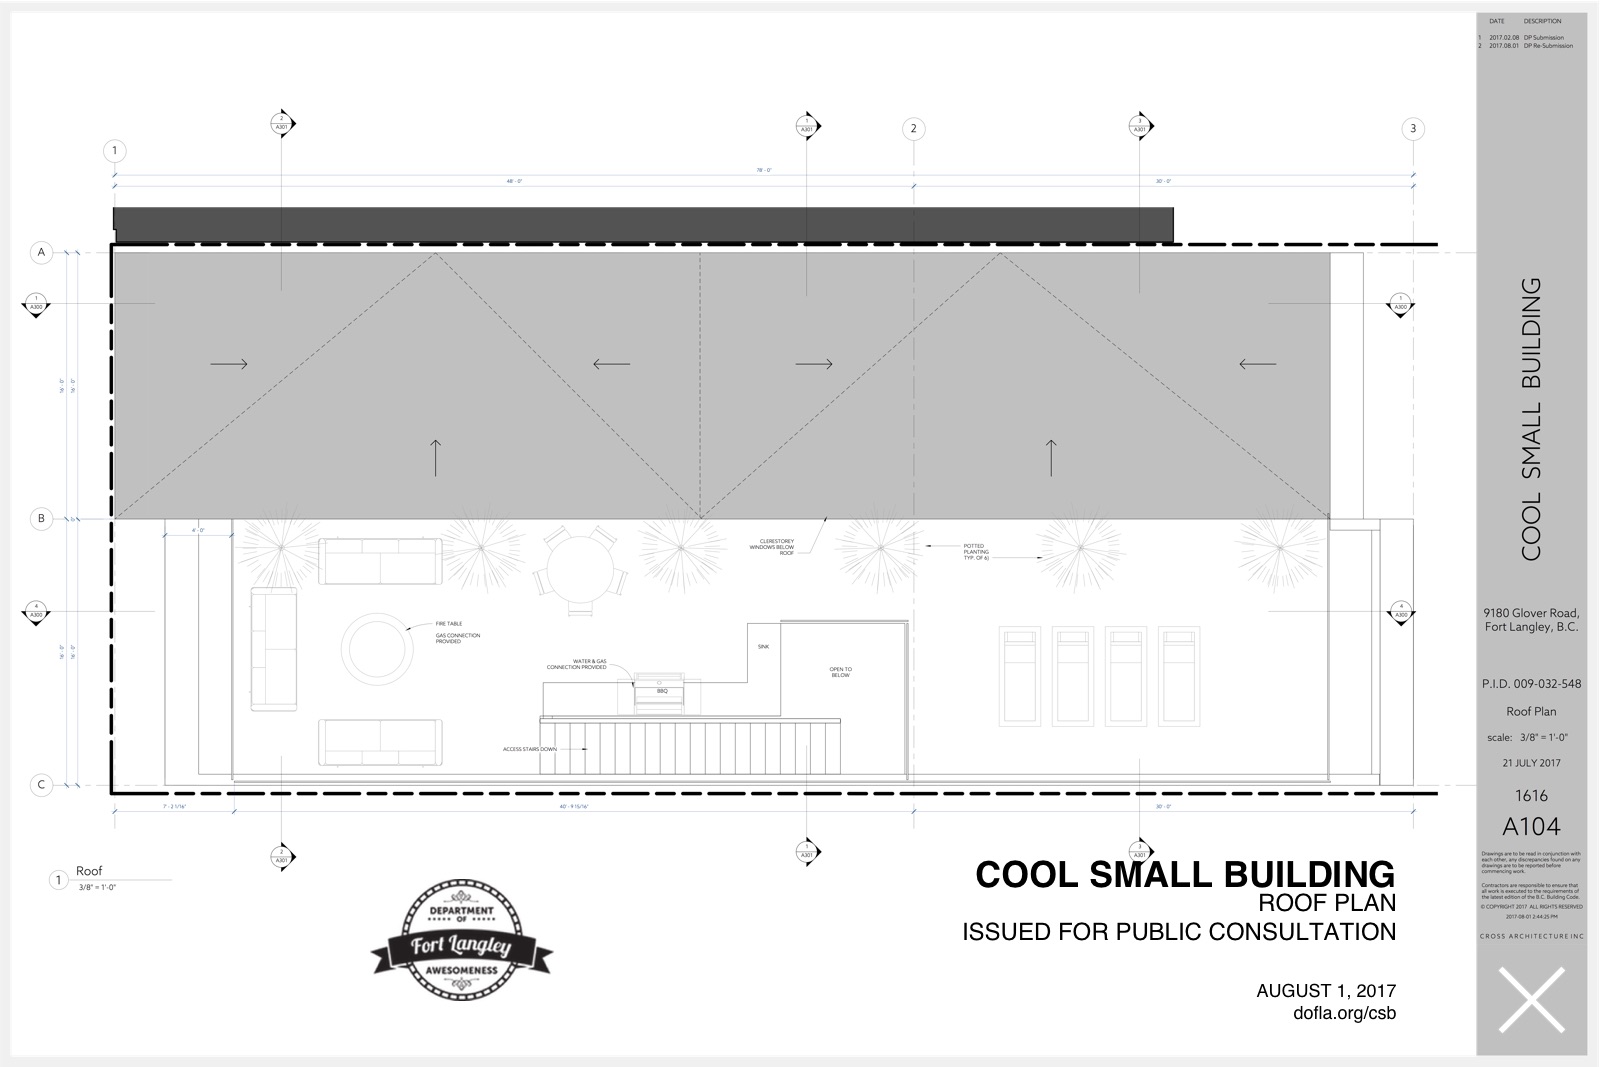 DATE DESCRIPTION
1 2017.02.08 DP Submission
2 2017.08.01 DP Re-Submission
2
A301
1
A301
3
A301
1
2
3
78' - 0"
48' - 0"
30' - 0"
A
1
A300
1
A300
16' - 0"
16' - 0"
B
4' - 0"
CLERESTOREY
WINDOWS BELOW
ROOF
POTTED
PLANTING
TYP. OF 6)
4
A300
4
A300
FIRE TABLE
GAS CONNECTION
PROVIDED
16' - 0"
16' - 0"
WATER & GAS
CONNECTION PROVIDED
SINK
BBQ
OPEN TO
BELOW
ACCESS STAIRS DOWN
C
7' - 2 1/16"
40' - 9 15/16"
30' - 0"
2
A301
1
A301
3
A301
1
Roof
3/8" = 1'-0"
DEPARTMENT
OF
Fort Langley
AWESOMENESS
COOL SMALL BUILDING
ROOF PLAN
ISSUED FOR PUBLIC CONSULTATION
AUGUST 1, 2017
dofla.org/csb
COOL SMALL BUILDING
9180 Glover Road,
Fort Langley, B.C.
P.I.D. 009-032-548
Roof Plan
scale: 3/8" = 1'-0"
21 JULY 2017
1616
A104
Drawings are to be read in conjunction with
each other, any discrepancies found on any
drawings are to be reported before
commencing work.
Contractors are responsible to ensure that
all work is executed to the requirements of
the latest edition of the B.C. Building Code.
© COPYRIGHT 2017 ALL RIGHTS RESERVED
2017-08-01 2:44:25 PM
CROSS ARCHITECTURE INC